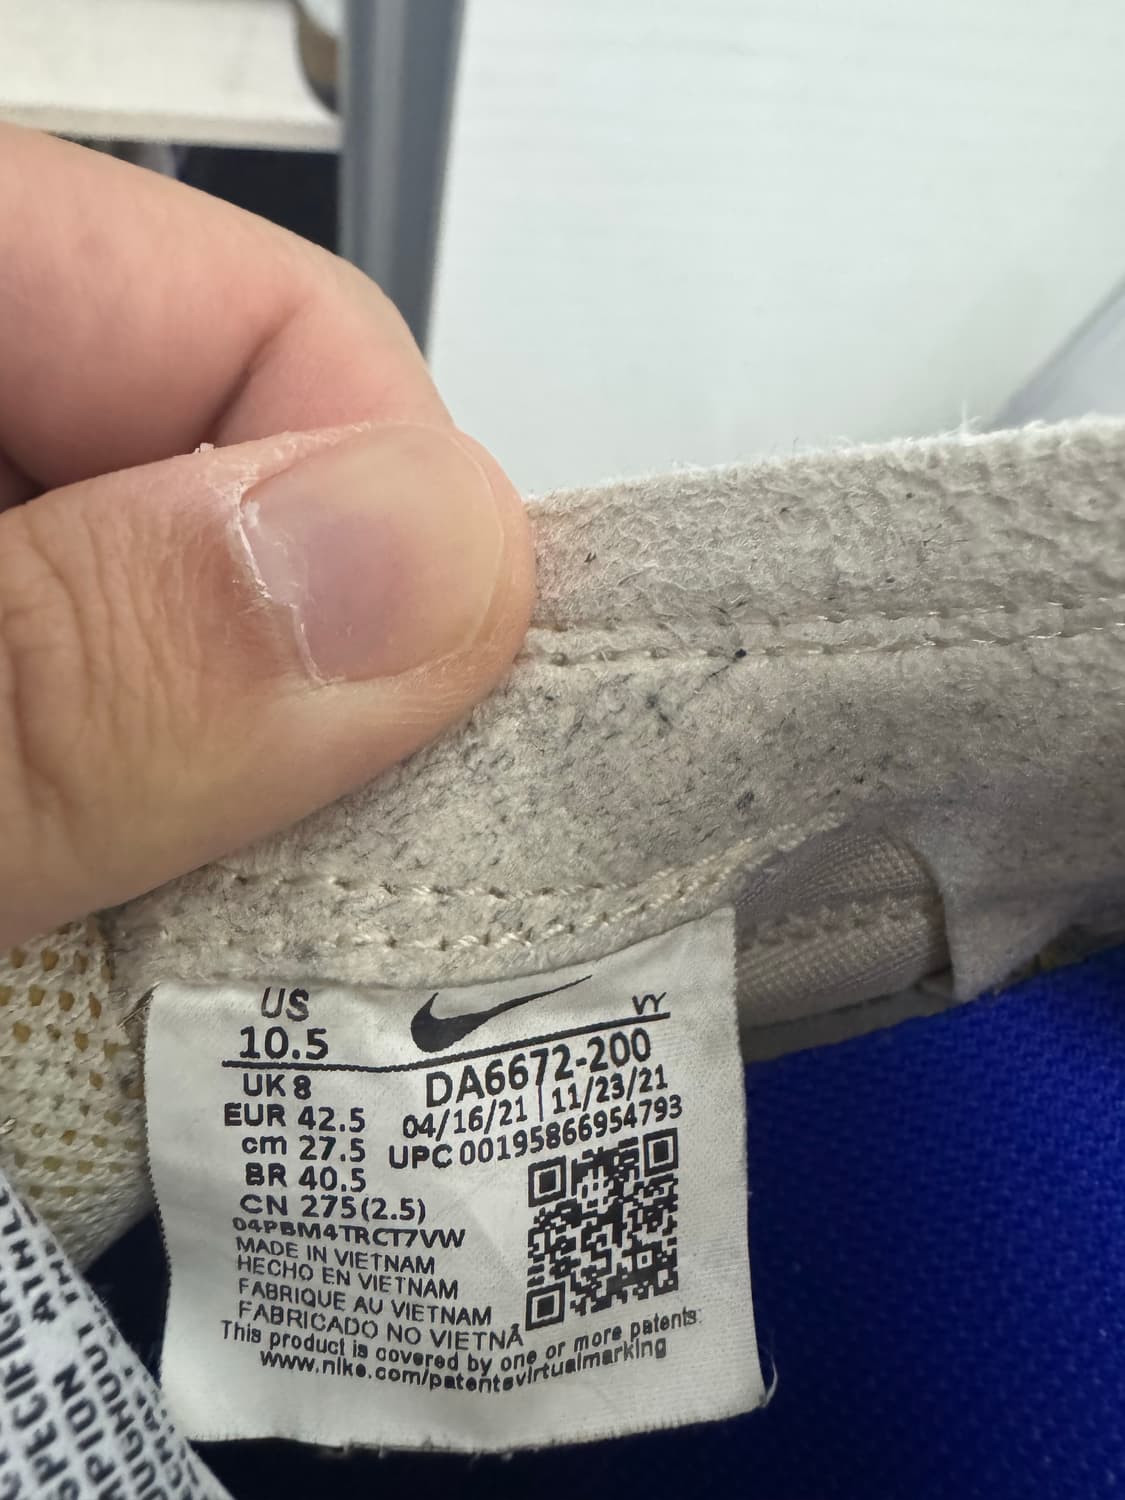 US
10.5
VY
UK 8
DA6672-200
EUR 42.5
04/16/21 | 11/23/21
cm 27.5
UPC 00195866954793
BR 40.5
CN 275(2.5)
04PBM4TRCT7VW
MADE IN VIETNAM
HECHO EN VIETNAM
FABRIQUE AU VIETNAM
FABRICADO NO VIETNÃ
This product is covered by one or more patents:
www.nike.com/patentsvirtualmarking